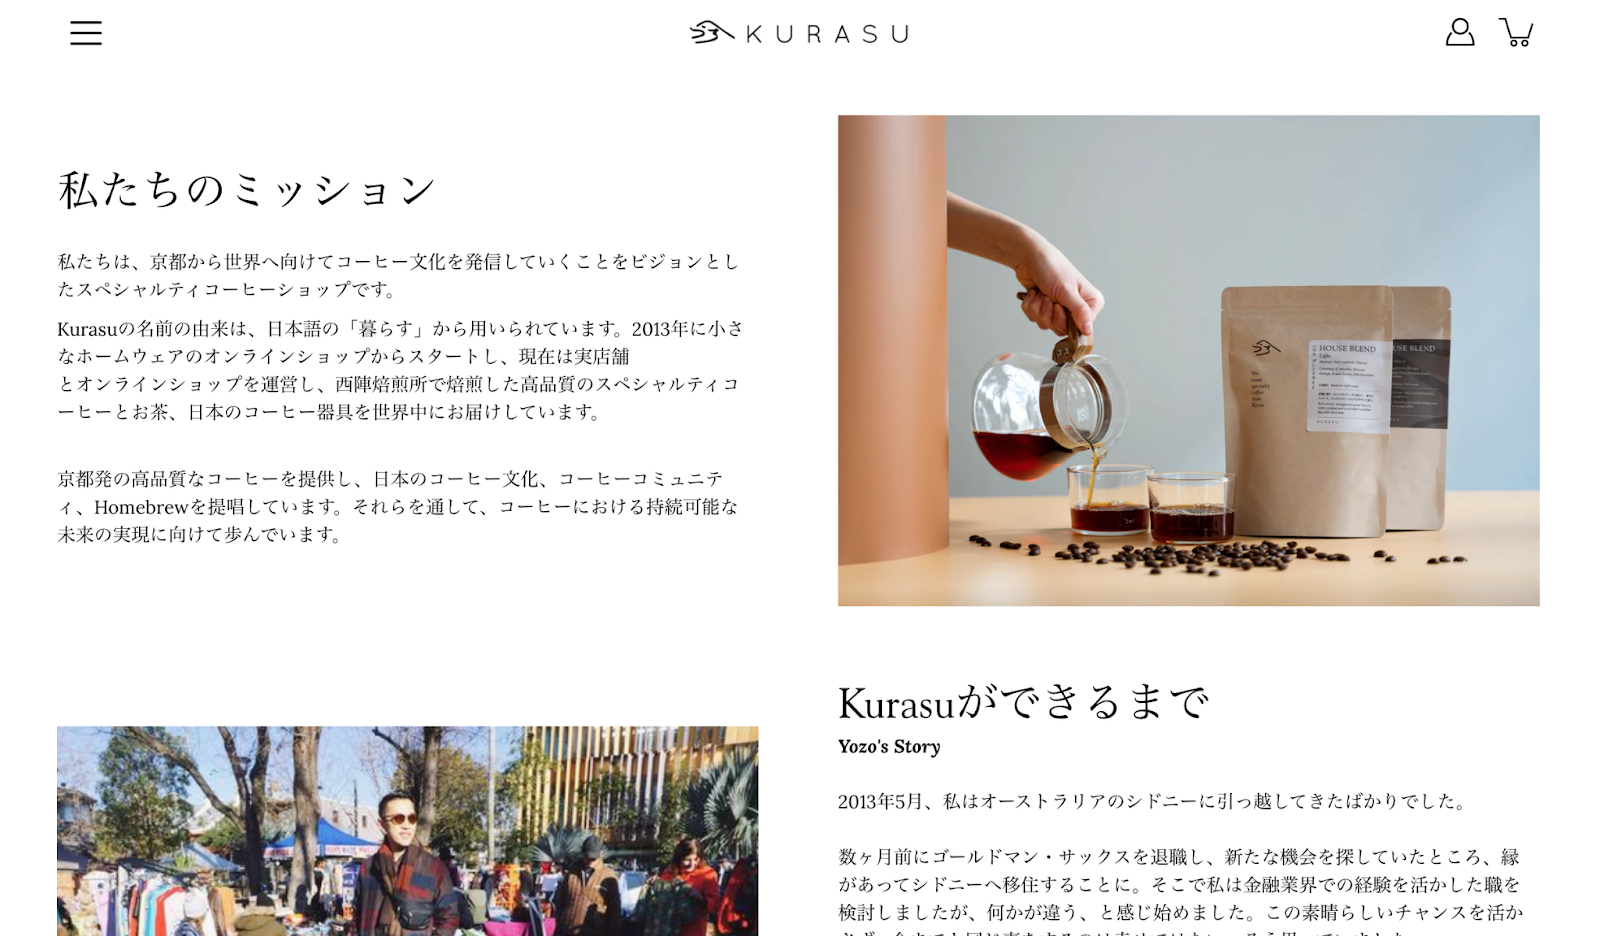 KURASU
私たちのミッション
私たちは、京都から世界へ向けてコーヒー文化を発信していくことをビジョンとし
たスペシャルティコーヒーショップです。
Kurasuの名前の由来は、日本語の「暮らす」から用いられています。2013年に小さ
なホームウェアのオンラインショップからスタートし、現在は実店舗
とオンラインショップを運営し、西陣焙煎所で焙煎した高品質のスペシャルティコ
ーヒーとお茶、日本のコーヒー器具を世界中にお届けしています。
京都発の高品質なコーヒーを提供し、日本のコーヒー文化、コーヒーコミュニテ
ィ、Homebrewを提唱しています。それらを通して、コーヒーにおける持続可能な
未来の実現に向けて歩んでいます。
HOUSE BLEND
Light
USE BLEND
We
roast
specialty
coffee
from
Kyoto
Kurasuができるまで
Yozo's Story
2013年5月、私はオーストラリアのシドニーに引っ越してきたばかりでした。
数ヶ月前にゴールドマン・サックスを退職し、新たな機会を探していたところ、縁
があってシドニーへ移住することに。そこで私は金融業界での経験を活かした職を
検討しましたが、何かが違う、と感じ始めました。この素晴らしいチャンスを活か